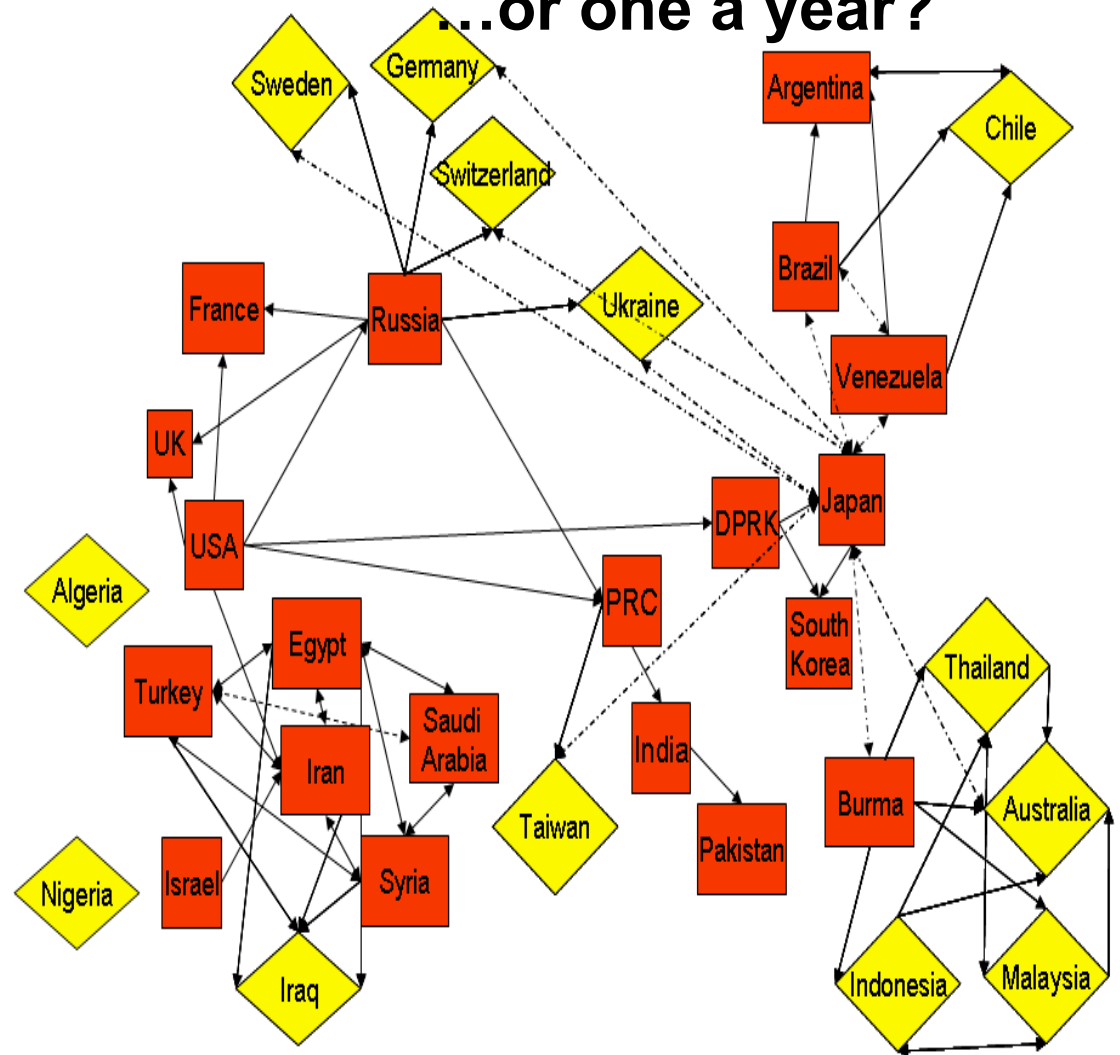 …or one a year?
Sweden
Germany
Argentina
Chile
Switzerland
Brazil
France
Russia
Ukraine
Venezuela
UK
Japan
DPRK
USA
Algeria
PRC
South
Korea
Egypt
Thailand
Turkey
Saudi
Arabia
India
Iran
Burma
Australia
Taiwan
Pakistan
Nigeria
Israel
Syria
Iraq
Indonesia
Malaysia